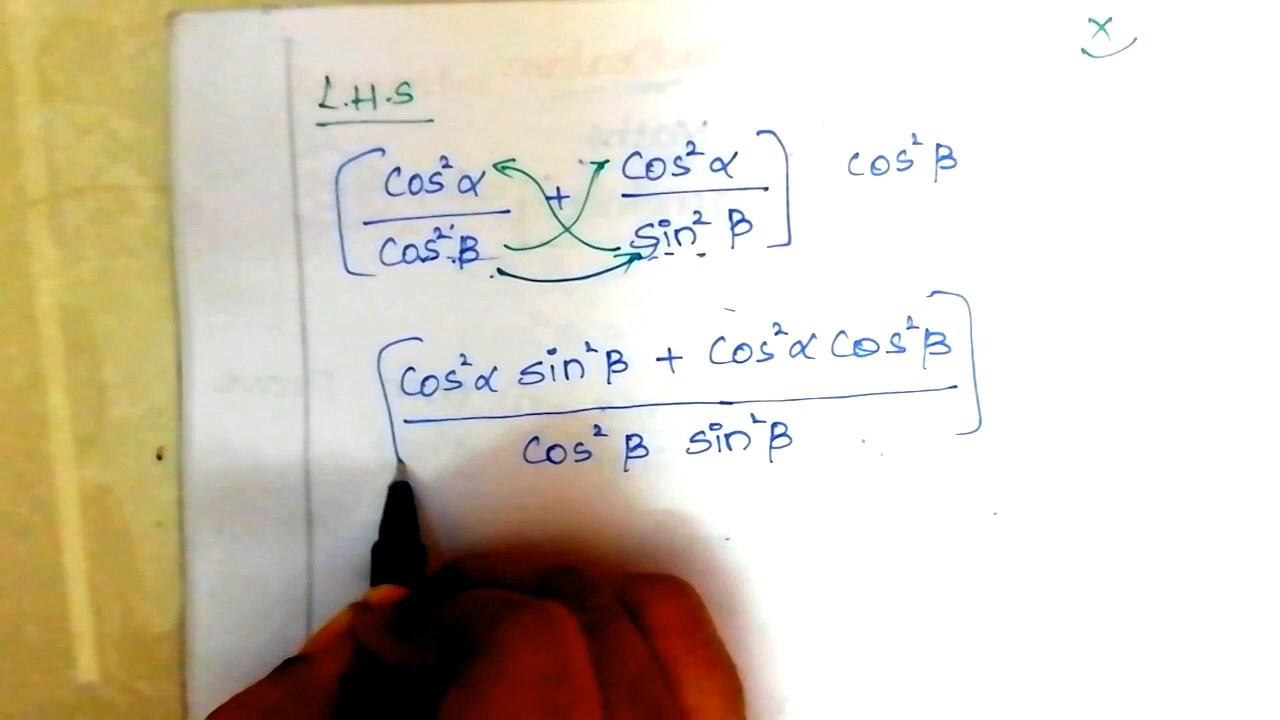 x
L.H.S
[cos²α / cos²β + cos²α / sin²β] cos²β
[cos²α sin²β + cos²α cos²β / cos²β sin²β]